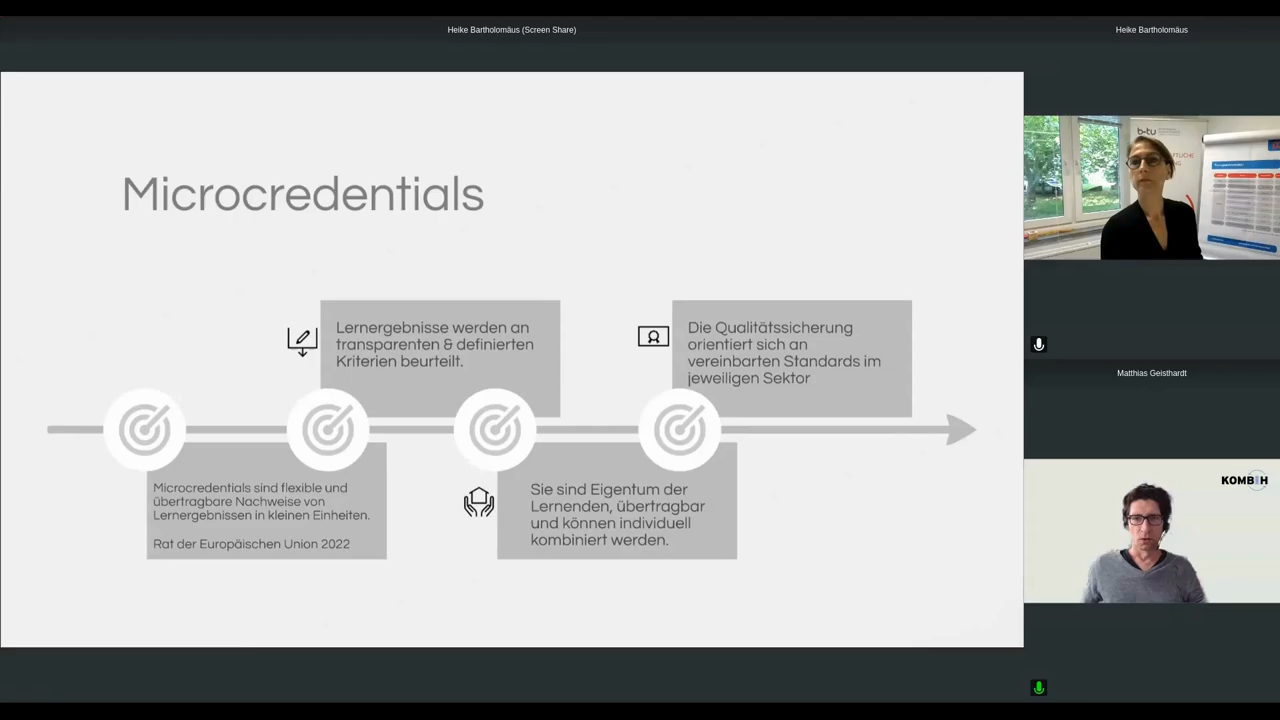 Heike Bartholomäus (Screen Share)
Heike Bartholomäus
Microcredentials
Lernergebnisse werden an
transparenten & definierten
Kriterien beurteilt.
Die Qualitätssicherung
orientiert sich an
vereinbarten Standards im
jeweiligen Sektor
Microcredentials sind flexible und
übertragbare Nachweise von
Lernergebnissen in kleinen Einheiten.
Rat der Europäischen Union 2022
Sie sind Eigentum der
Lernenden, übertragbar
und können individuell
kombiniert werden.
b-tu
Matthias Geisthardt